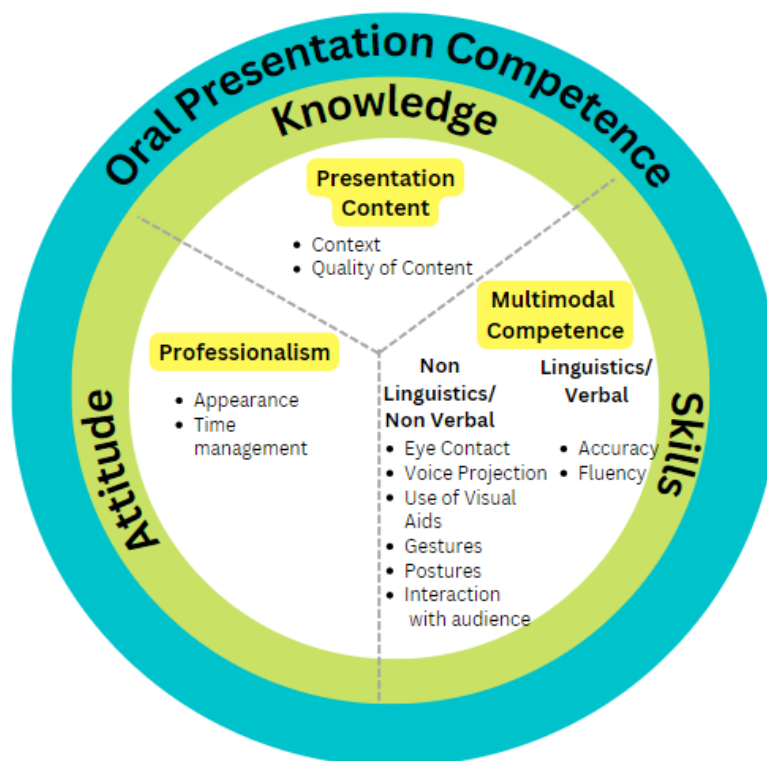 Oral Presentation Competence
Knowledge
Presentation
Content
• Context
• Quality of Content
Attitude
Professionalism
• Appearance
• Time
management
Skills
Multimodal
Competence
Non
Linguistics/
Non Verbal
• Eye Contact
• Voice Projection
• Use of Visual
Aids
• Gestures
• Postures
• Interaction
with audience
Linguistics/
Verbal
• Accuracy
• Fluency